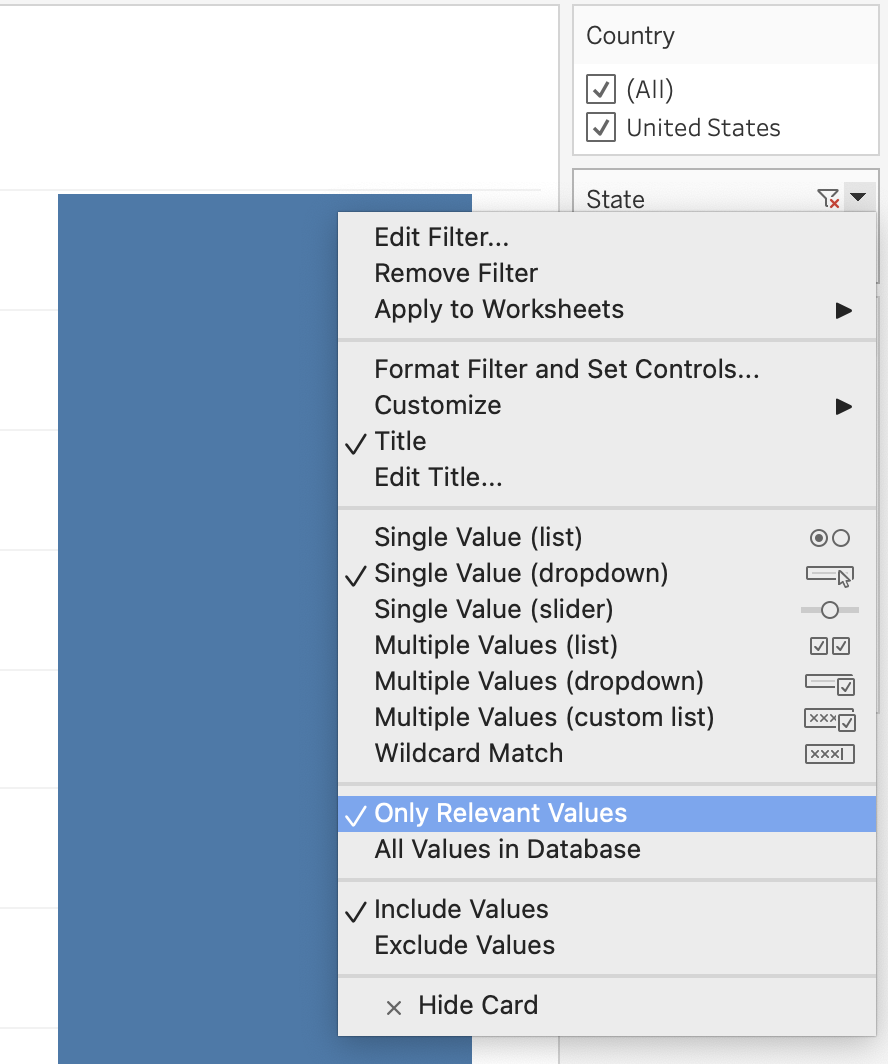 Country
(All)
United States
State
Edit Filter...
Remove Filter
Apply to Worksheets
Format Filter and Set Controls...
Customize
Title
Edit Title...
Single Value (list)
Single Value (dropdown)
Single Value (slider)
Multiple Values (list)
Multiple Values (dropdown)
Multiple Values (custom list)
Wildcard Match
Only Relevant Values
All Values in Database
Include Values
Exclude Values
Hide Card